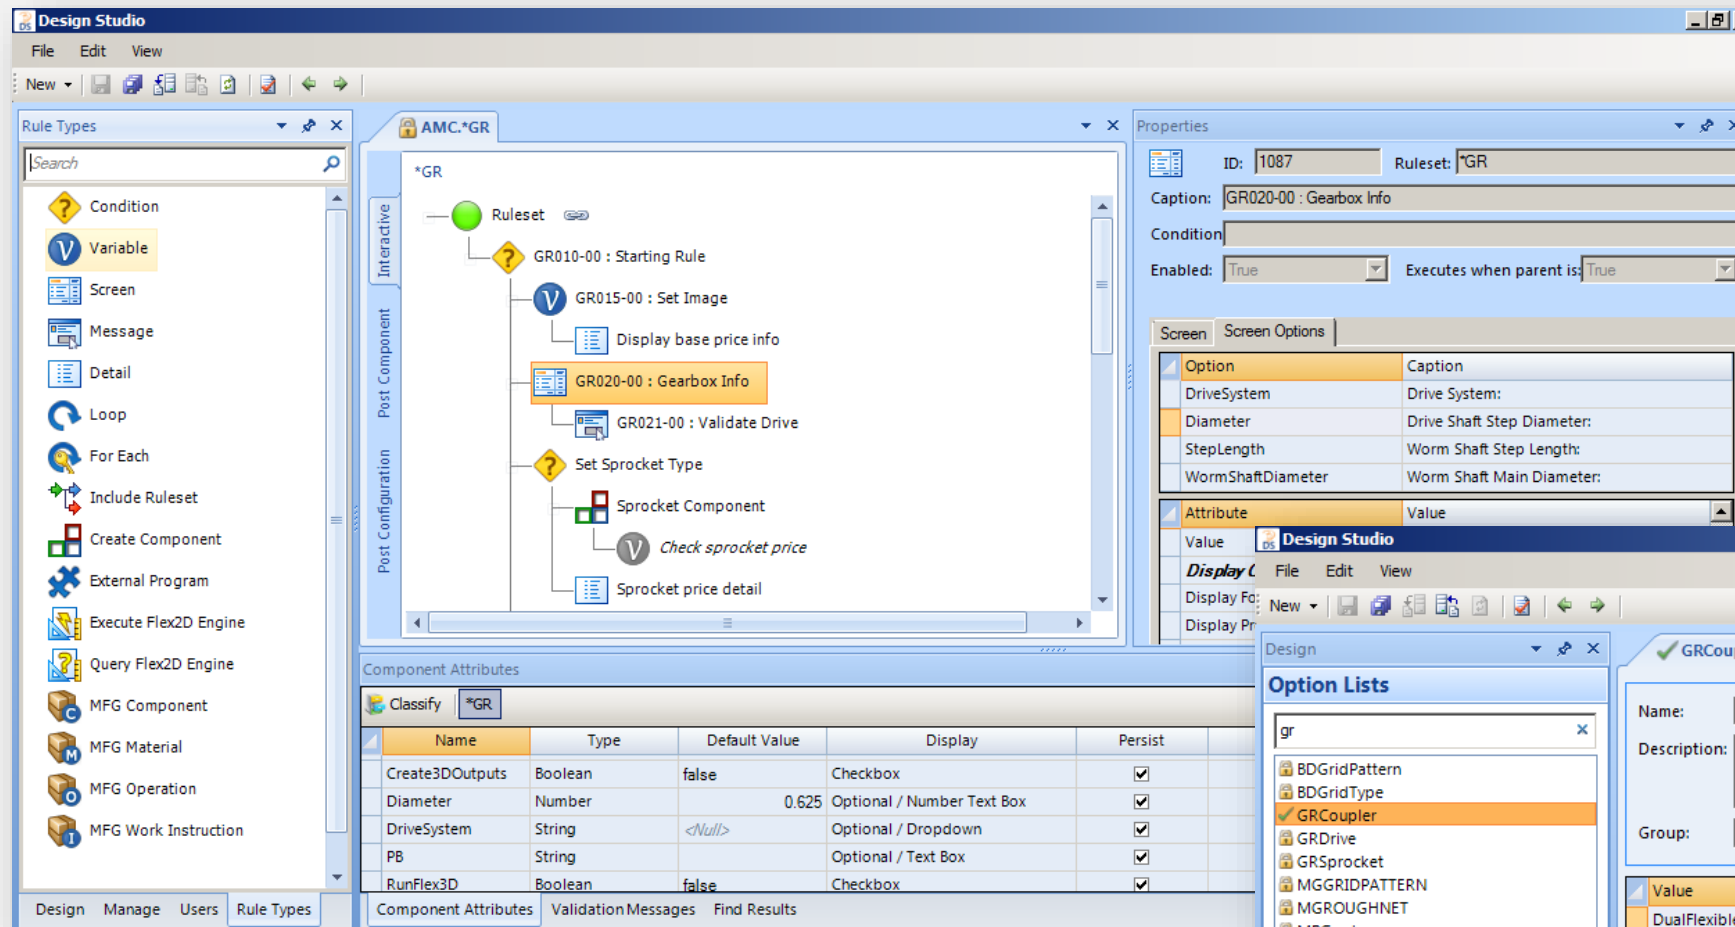 Design Studio
File Edit View
New
Rule Types
Search
Condition
Variable
Screen
Message
Detail
Loop
For Each
Include Ruleset
Create Component
External Program
Execute Flex2D Engine
Query Flex2D Engine
MFG Component
MFG Material
MFG Operation
MFG Work Instruction
Design Manage Users Rule Types
AMC.*GR
Interactive
Post Component
Post Configuration
*GR
Ruleset
GR010-00 : Starting Rule
GR015-00 : Set Image
Display base price info
GR020-00 : Gearbox Info
GR021-00 : Validate Drive
Set Sprocket Type
Sprocket Component
Check sprocket price
Sprocket price detail
Component Attributes
Classify *GR
Name Type Default Value Display Persist
Create3DOutputs Boolean false Checkbox
Diameter Number 0.625 Optional / Number Text Box
DriveSystem String <Null> Optional / Dropdown
PB String Optional / Text Box
RunFlex3D Boolean false Checkbox
Component Attributes Validation Messages Find Results
Properties
ID: 1087 Ruleset: *GR
Caption: GR020-00 : Gearbox Info
Condition
Enabled: True Executes when parent is: True
Screen Screen Options
Option Caption
DriveSystem Drive System:
Diameter Drive Shaft Step Diameter:
StepLength Worm Shaft Step Length:
WormShaftDiameter Worm Shaft Main Diameter:
Attribute Value
Value
Display
Display
Display
Design Studio
File Edit View
New
Design
Option Lists
gr
BDGridPattern
BDGridType
GRCoupler
GRDrive
GRSprocket
MGGRIDPATTERN
MGROUGHNET
GRCoup
Name:
Description:
Group:
Value
DualFlexible